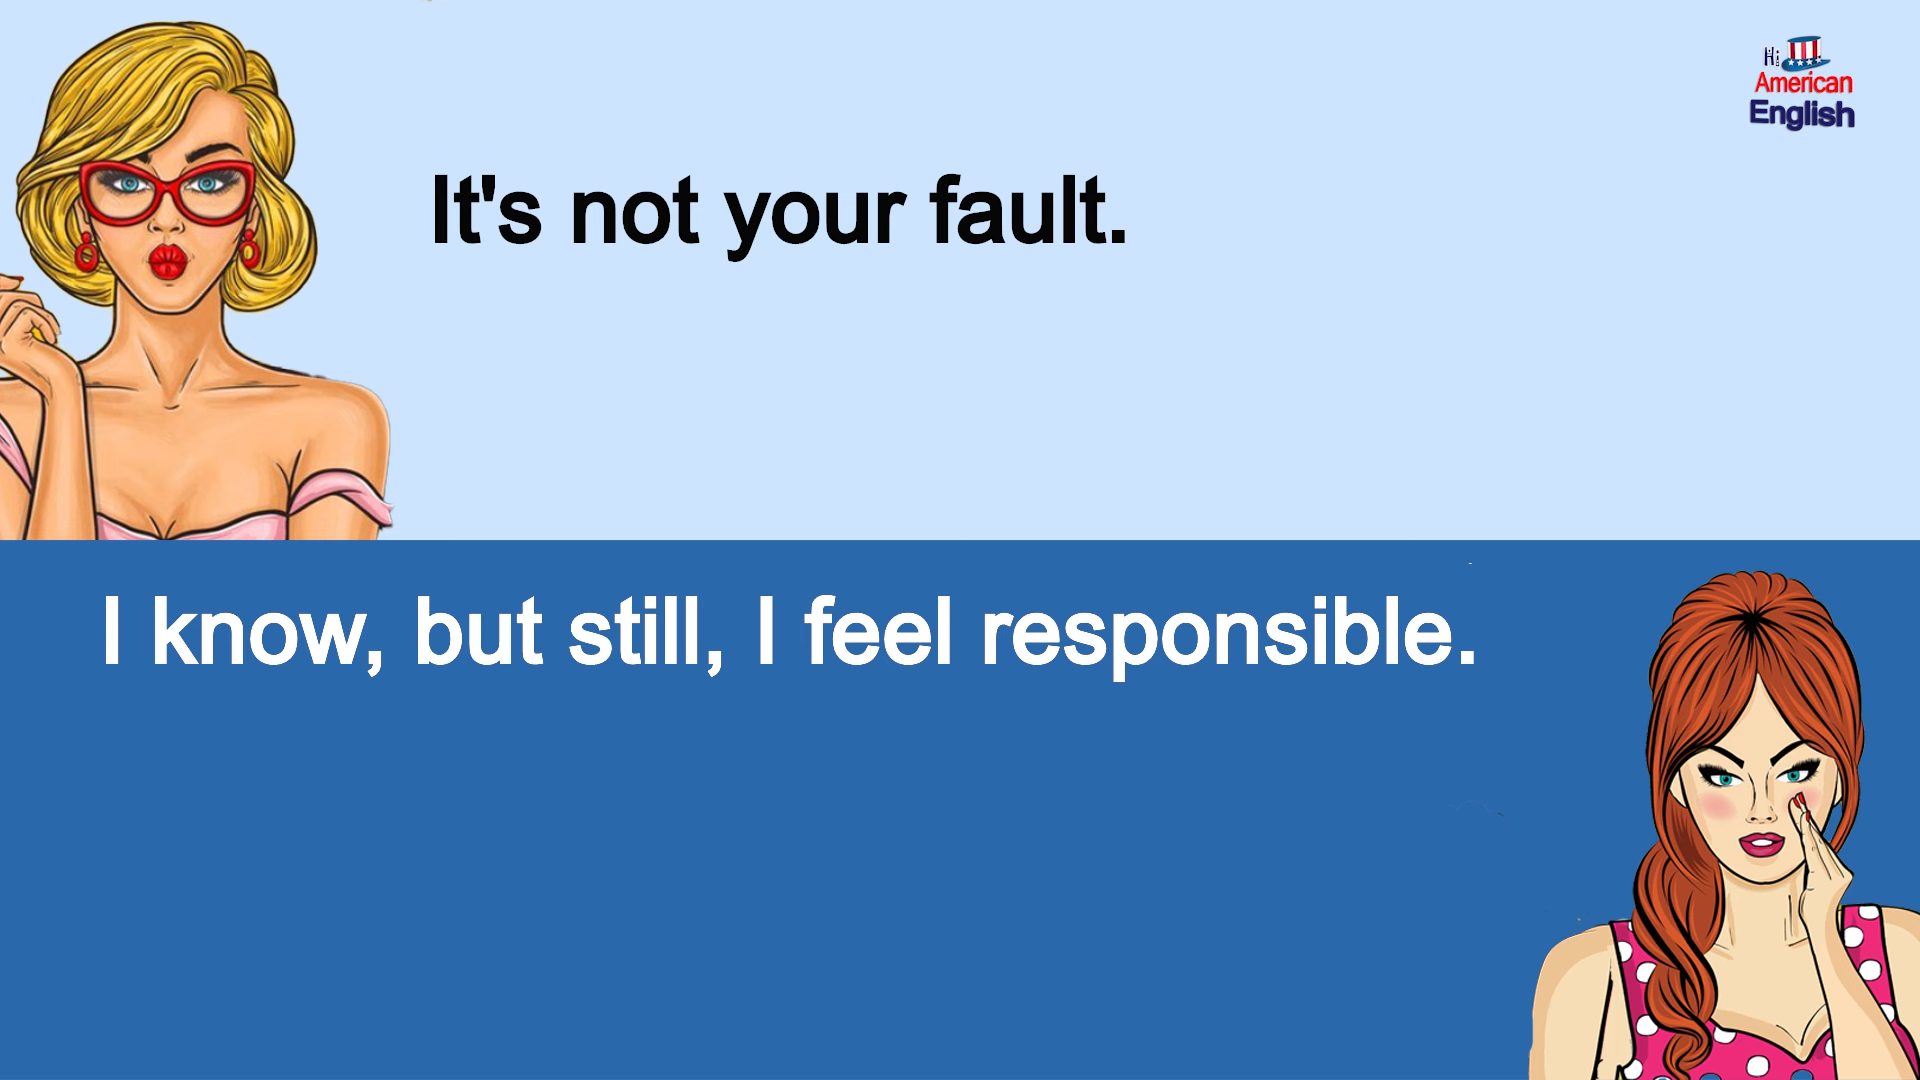 Hi
American
English
It's not your fault.
I know, but still, I feel responsible.